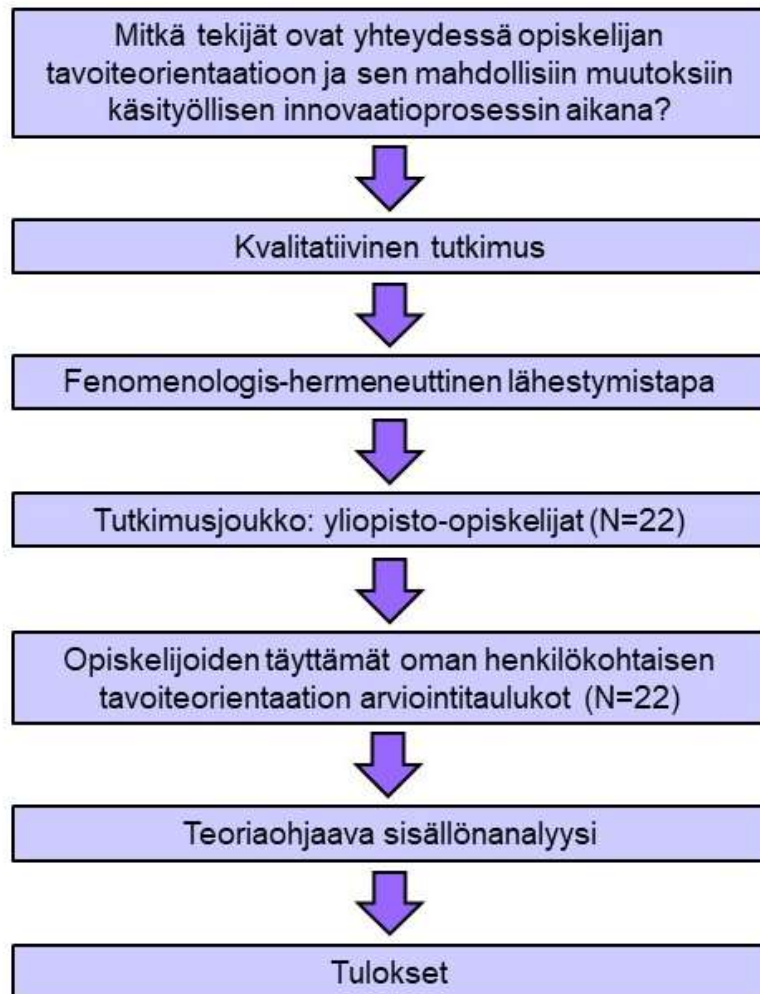 Mitkä tekijät ovat yhteydessä opiskelijan
tavoiteorientaatioon ja sen mahdollisiin muutoksiin
käsityöllisen innovaatioprosessin aikana?
Kvalitatiivinen tutkimus
Fenomenologis-hermeneuttinen lähestymistapa
Tutkimusjoukko: yliopisto-opiskelijat (N=22)
Opiskelijoiden täyttämät oman henkilökohtaisen
tavoiteorientaation arviointitaulukot (N=22)
Teoriaohjaava sisällönanalyysi
Tulokset